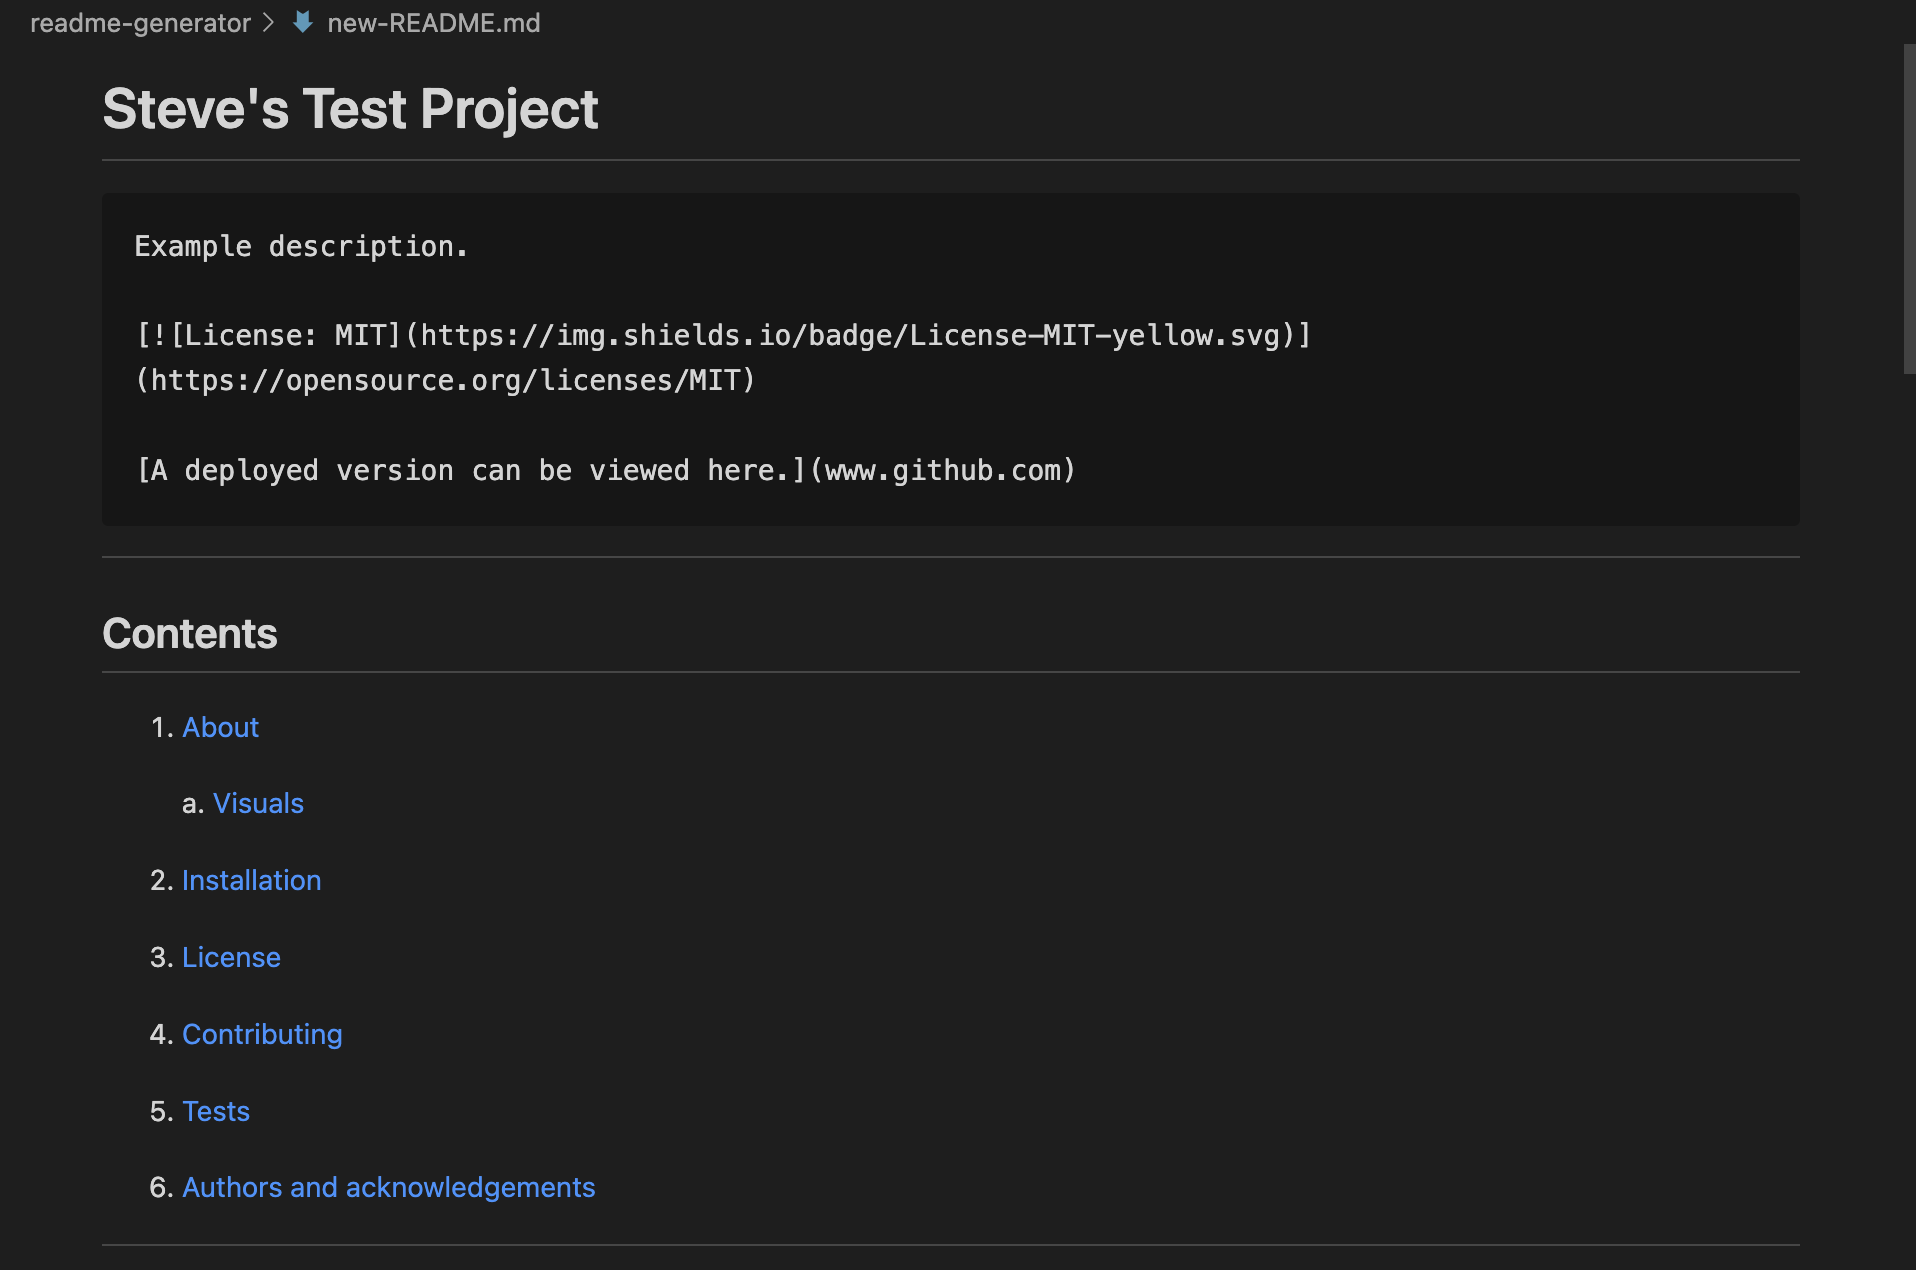 readme-generator > new-README.md
Steve's Test Project
Example description.
[![License: MIT](https://img.shields.io/badge/License-MIT-yellow.svg)]
(https://opensource.org/licenses/MIT)
[A deployed version can be viewed here.](www.github.com)
Contents
1. About
a. Visuals
2. Installation
3. License
4. Contributing
5. Tests
6. Authors and acknowledgements